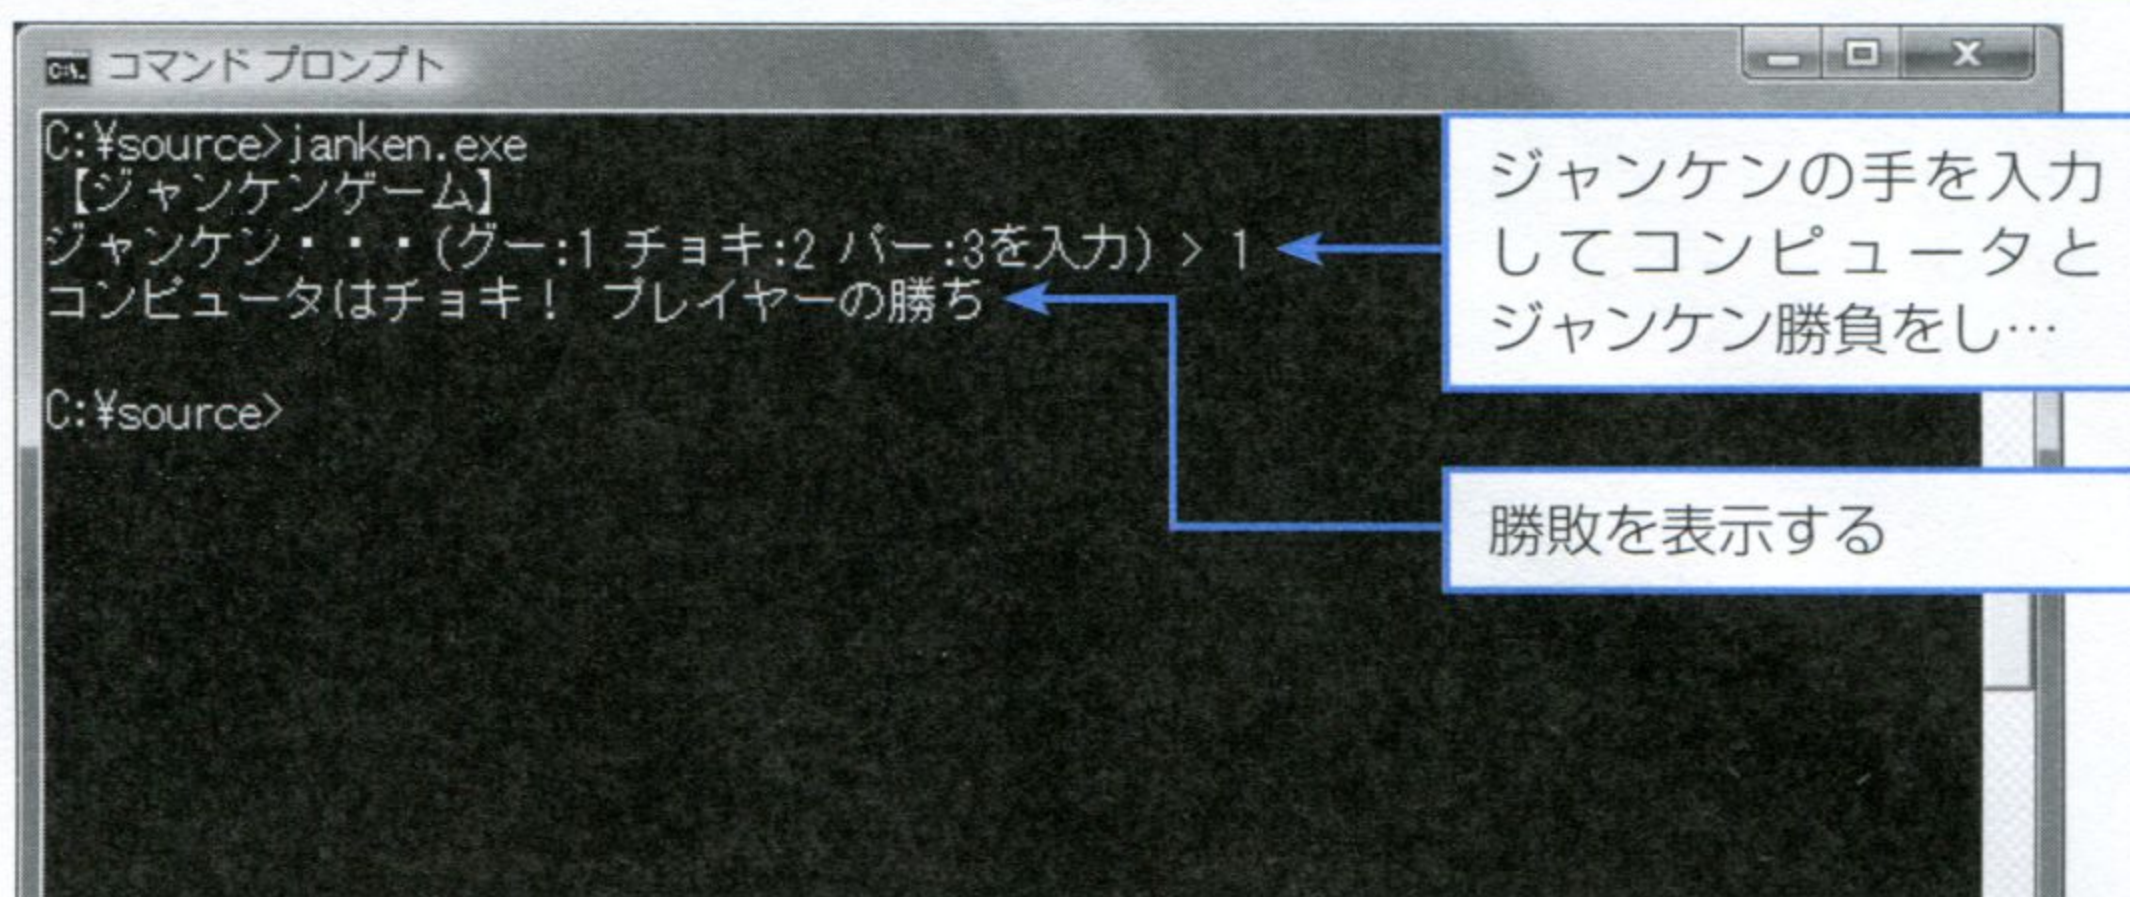 コマンド プロンプト
C:¥source>janken.exe
【ジャンケンゲーム】
ジャンケン・・・(グー:1 チョキ:2 パー:3を入力) > 1
コンピュータはチョキ！ プレイヤーの勝ち
C:¥source>
ジャンケンの手を入力
してコンピュータと
ジャンケン勝負をし…
勝敗を表示する